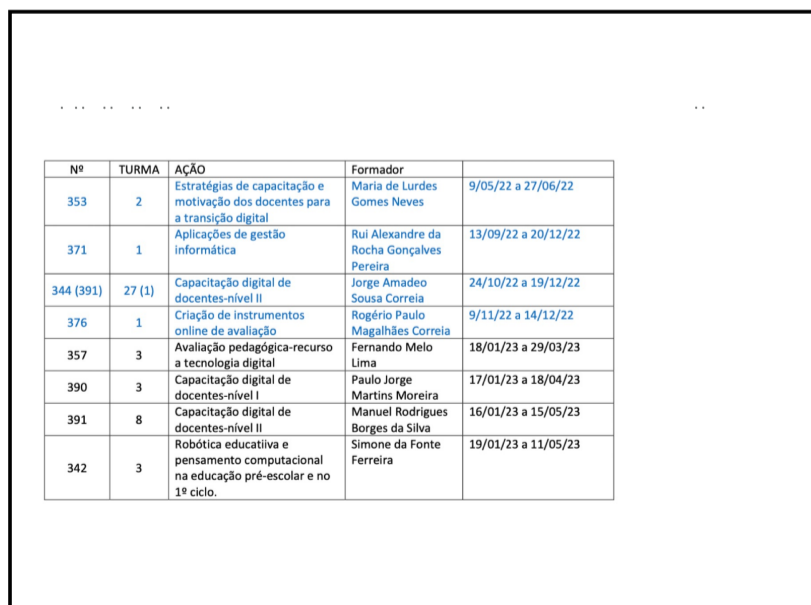 Nº TURMA AÇÃO Formador
353 2 Estratégias de capacitação e motivação dos docentes para a transição digital Maria de Lurdes Gomes Neves 9/05/22 a 27/06/22
371 1 Aplicações de gestão informática Rui Alexandre da Rocha Gonçalves Pereira 13/09/22 a 20/12/22
344 (391) 27 (1) Capacitação digital de docentes-nível II Jorge Amadeo Sousa Correia 24/10/22 a 19/12/22
376 1 Criação de instrumentos online de avaliação Rogério Paulo Magalhães Correia 9/11/22 a 14/12/22
357 3 Avaliação pedagógica-recurso a tecnologia digital Fernando Melo Lima 18/01/23 a 29/03/23
390 3 Capacitação digital de docentes-nível I Paulo Jorge Martins Moreira 17/01/23 a 18/04/23
391 8 Capacitação digital de docentes-nível II Manuel Rodrigues Borges da Silva 16/01/23 a 15/05/23
342 3 Robótica educatiiva e pensamento computacional na educação pré-escolar e no 1º ciclo. Simone da Fonte Ferreira 19/01/23 a 11/05/23